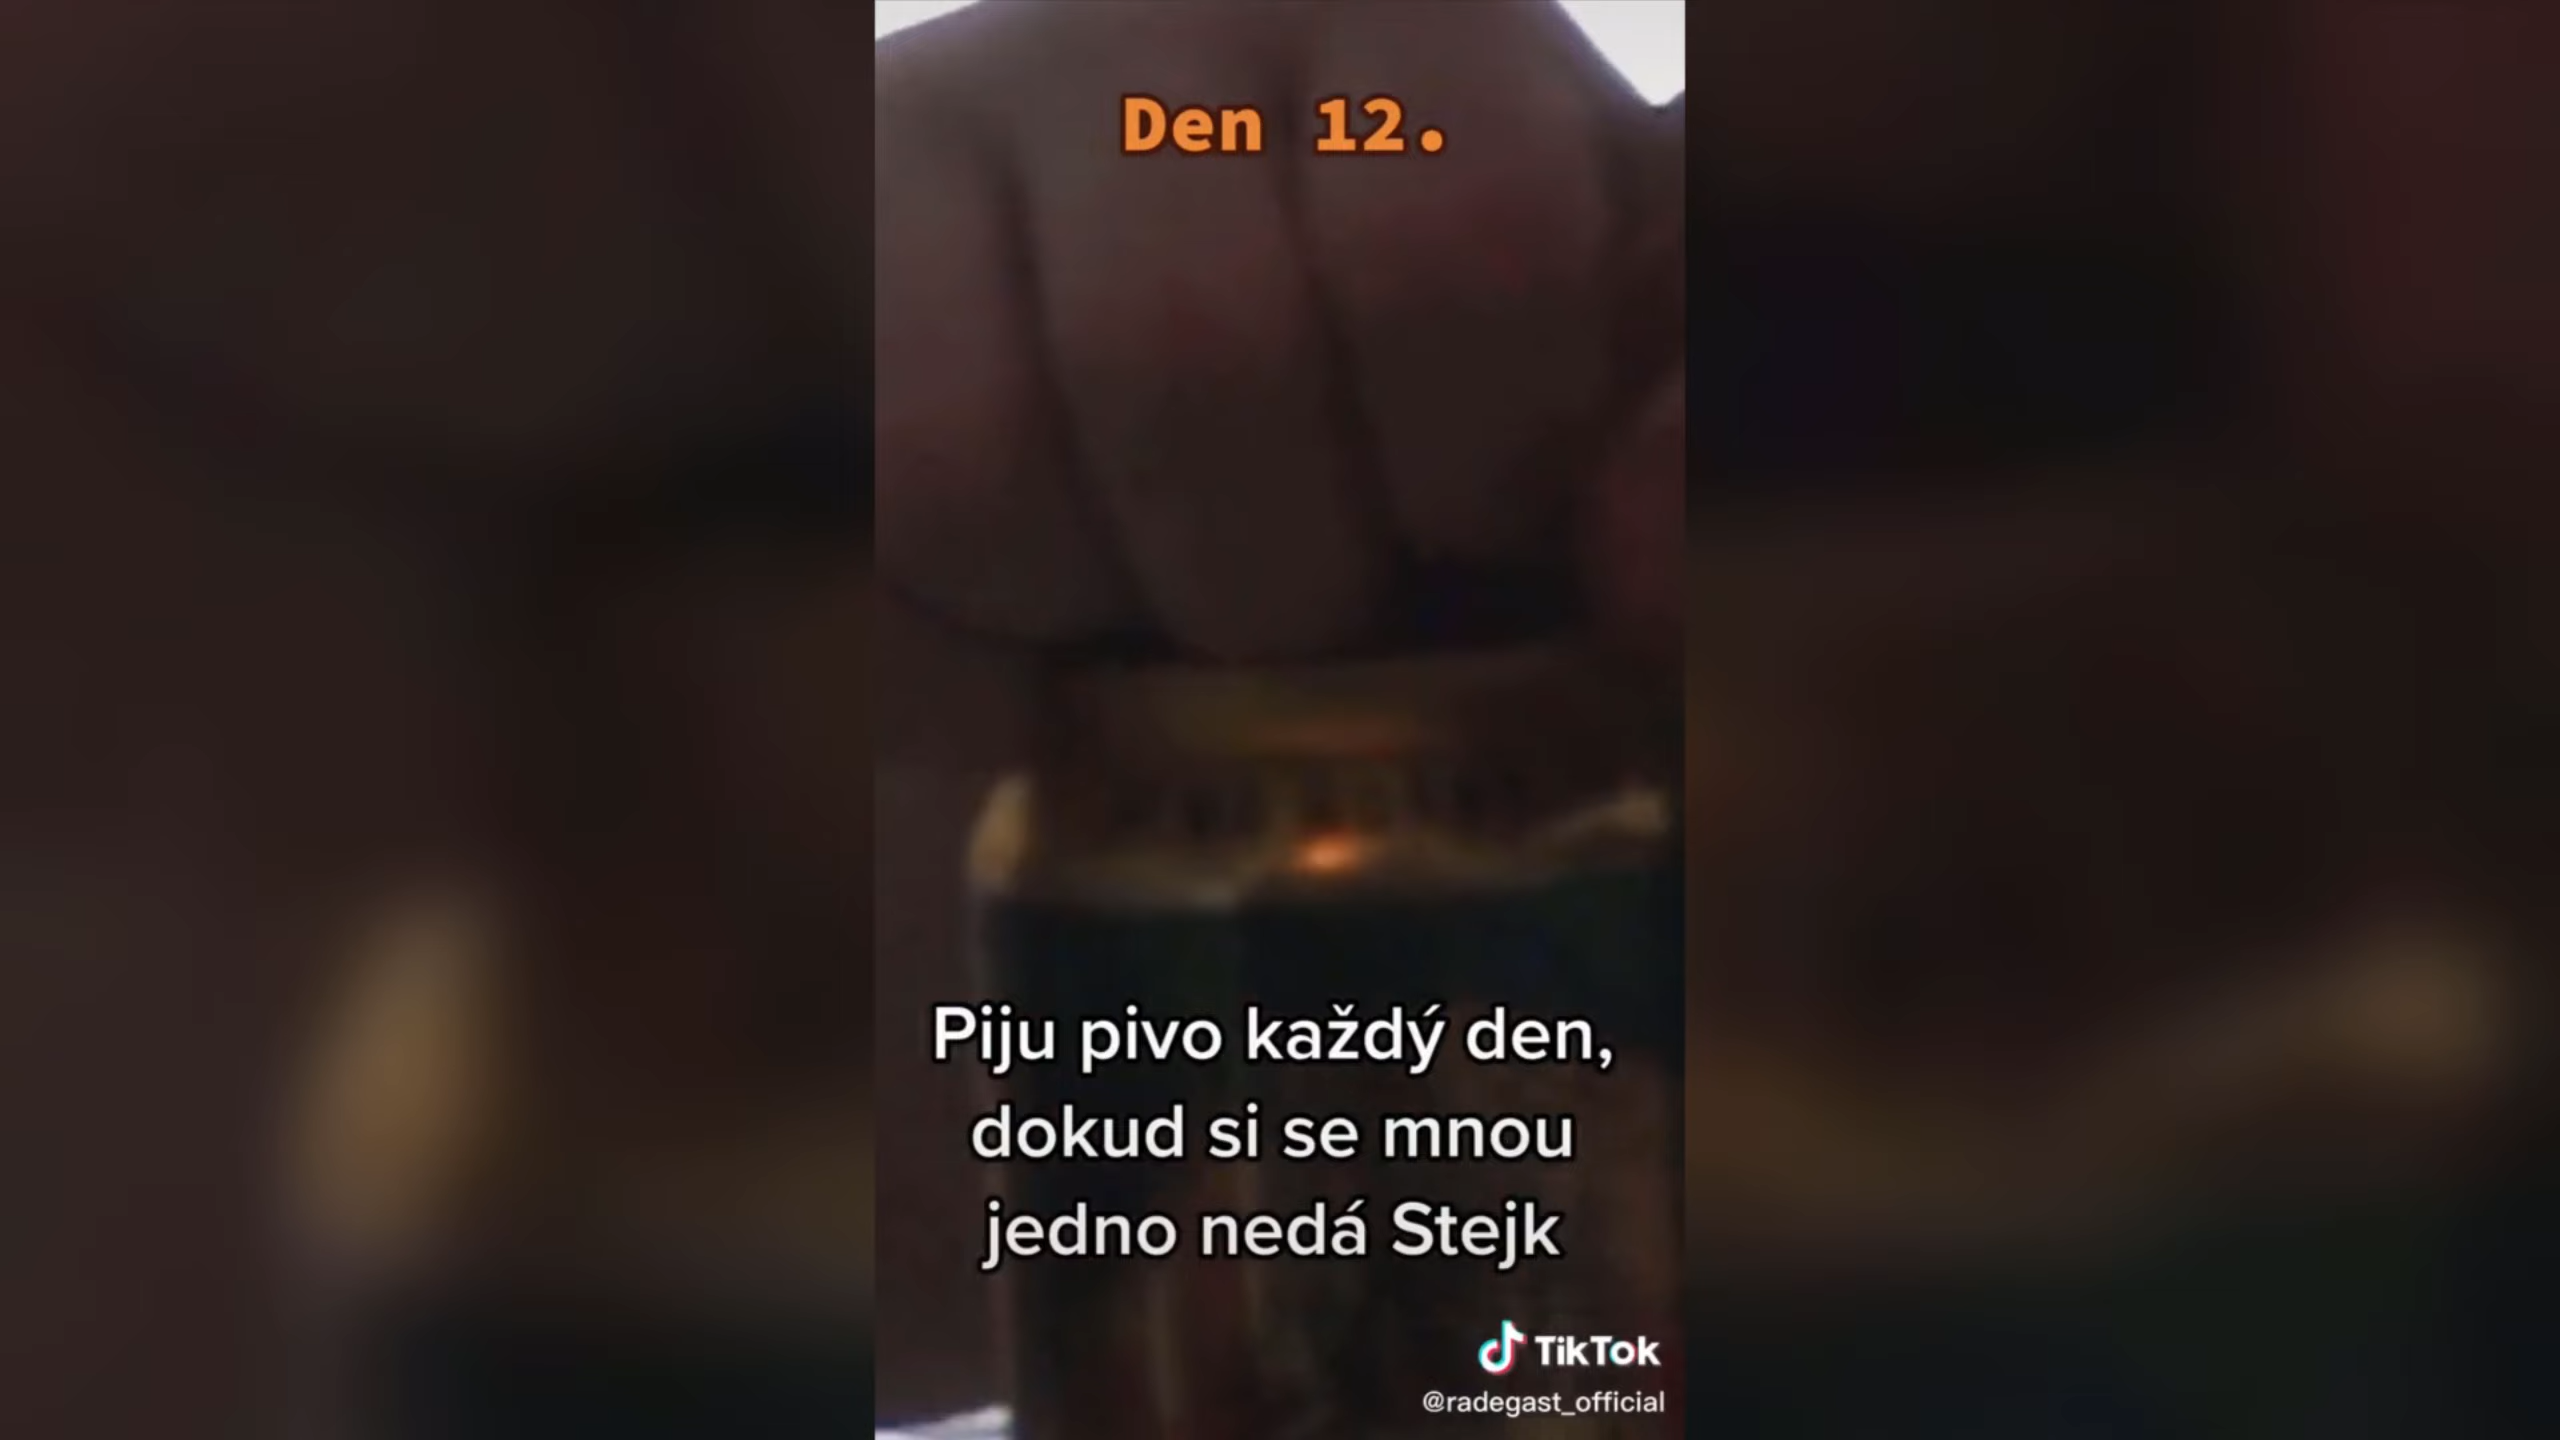 Den 12.
Piju pivo každý den,
dokud si se mnou
jedno nedá Stejk
TikTok
@radegast_official